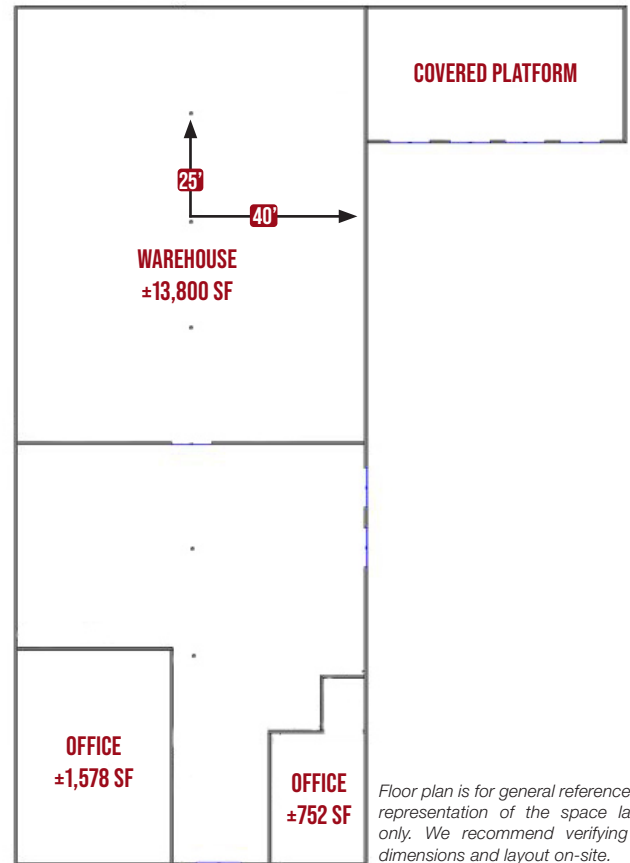 COVERED PLATFORM
25'
40'
WAREHOUSE
±13,800 SF
OFFICE
±1,578 SF
OFFICE
±752 SF
Floor plan is for general reference
representation of the space la
only. We recommend verifying
dimensions and layout on-site.